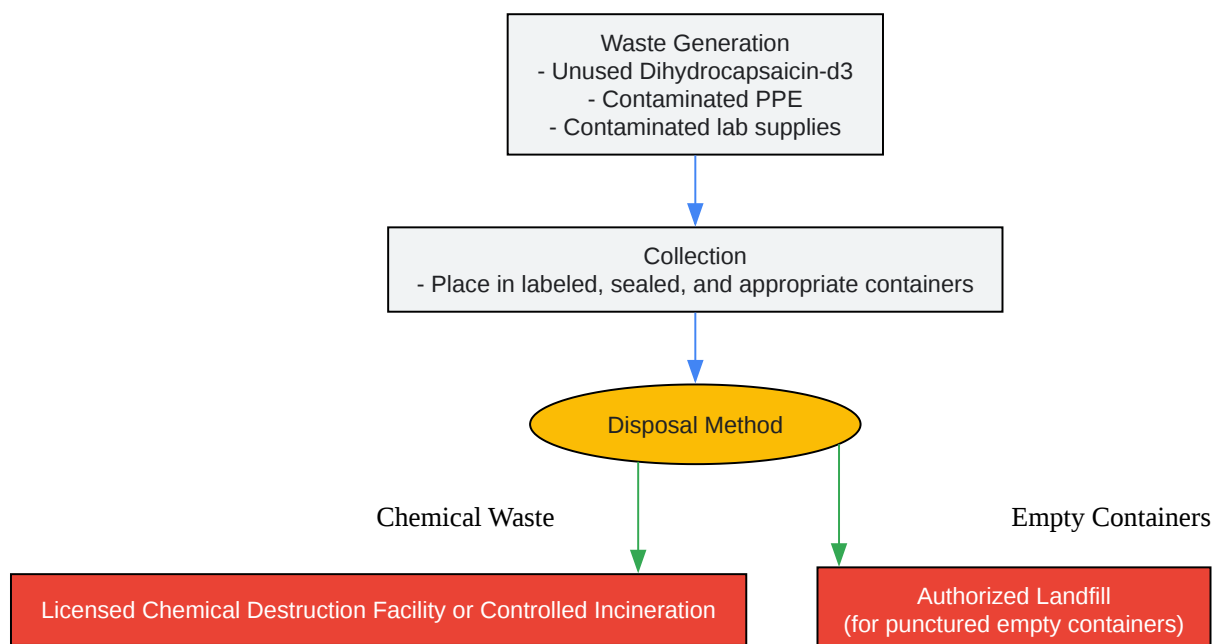 Waste Generation
- Unused Dihydrocapsaicin-d3
- Contaminated PPE
- Contaminated lab supplies
Collection
- Place in labeled, sealed, and appropriate containers
Disposal Method
Chemical Waste
Empty Containers
Licensed Chemical Destruction Facility or Controlled Incineration
Authorized Landfill
(for punctured empty containers)